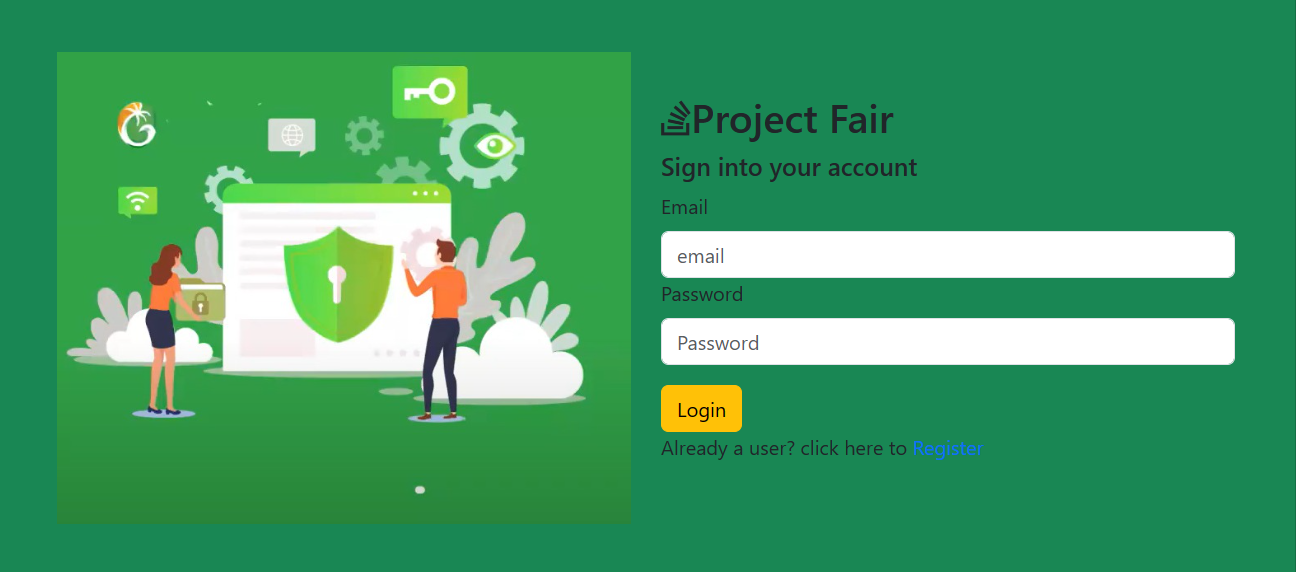 Project Fair
Sign into your account
Email
email
Password
Password
Login
Already a user? click here to Register